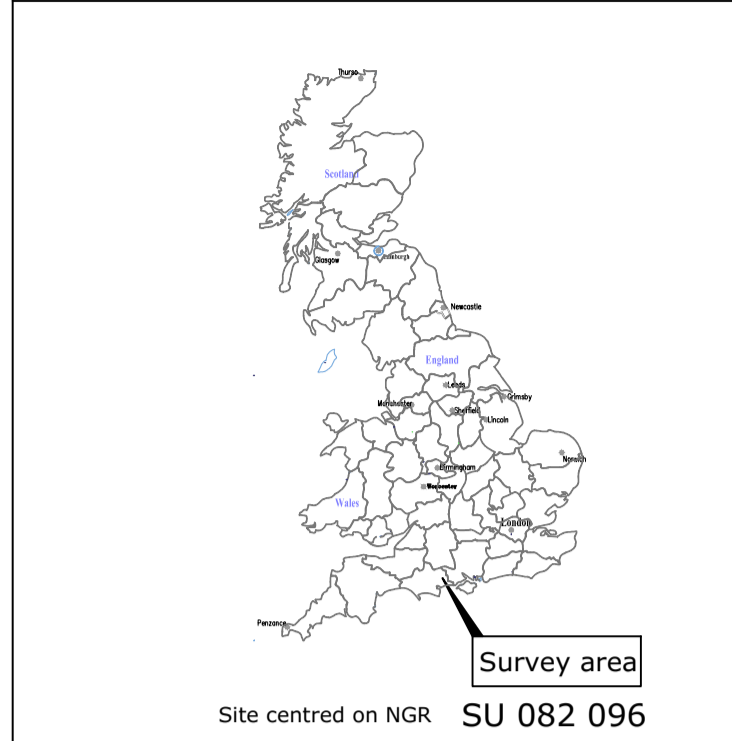 Thurso
Scotland
Glasgow
Edinburgh
Newcastle
England
Leeds
Grimsby
Manchester
Sheffield
Lincoln
Norwich
Birmingham
Worcester
Wales
London
Penzance
Survey area
Site centred on NGR SU 082 096